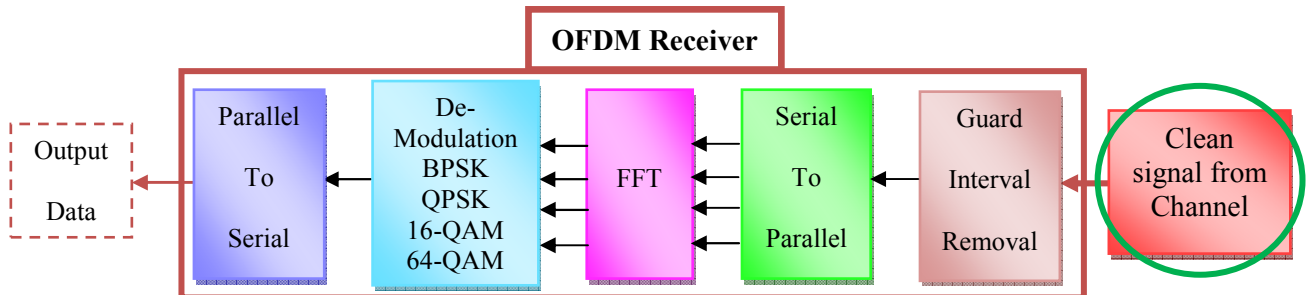 OFDM Receiver
Output
Data
Parallel
To
Serial
De-
Modulation
BPSK
QPSK
16-QAM
64-QAM
FFT
Serial
To
Parallel
Guard
Interval
Removal
Clean
signal from
Channel